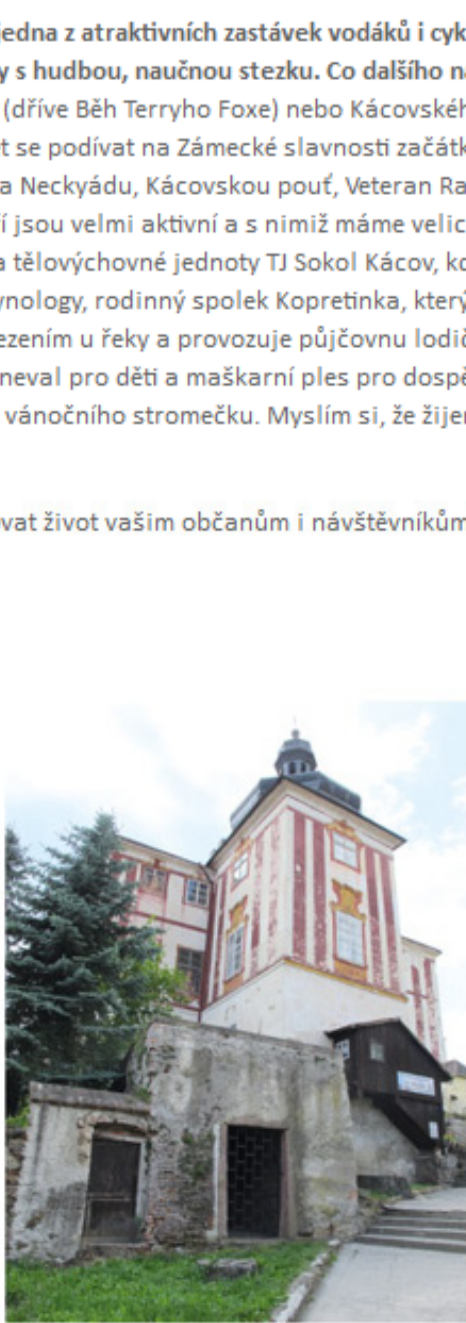 jedna z atraktivních zastávek vodáků i cyk
y s hudbou, naučnou stezku. Co dalšího na
(dříve Běh Terryho Foxe) nebo Kácovskéh
t se podívat na Zámecké slavnosti začátk
a Neckyádu, Kácovskou pouť, Veteran Ra
ří jsou velmi aktivní a s nimiž máme velic
a tělovýchovné jednoty TJ Sokol Kácov, ko
ynology, rodinný spolek Kopretinka, který
ezením u řeky a provozuje půjčovnu lodič
neval pro děti a maškarní ples pro dospě
vánočního stromečku. Myslím si, že žijen
vat život vašim občanům i návštěvníkům